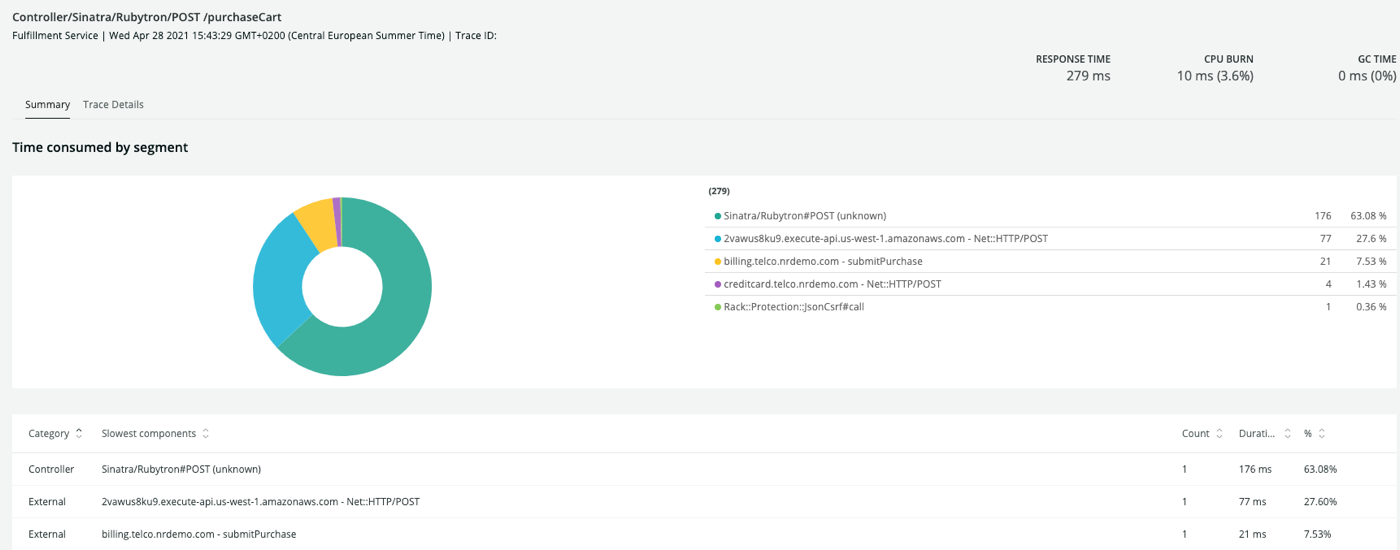 Controller/Sinatra/Rubytron/POST /purchaseCart
Fulfillment Service | Wed Apr 28 2021 15:43:29 GMT+0200 (Central European Summer Time) | Trace ID:
RESPONSE TIME CPU BURN GC TIME
279 ms 10 ms (3.6%) 0 ms (0%)
Summary Trace Details
Time consumed by segment
(279)
Sinatra/Rubytron#POST (unknown) 176 63.08 %
2vawus8ku9.execute-api.us-west-1.amazonaws.com - Net::HTTP/POST 77 27.6 %
billing.telco.nrdemo.com - submitPurchase 21 7.53 %
creditcard.telco.nrdemo.com - Net::HTTP/POST 4 1.43 %
Rack::Protection::JsonCsrf#call 1 0.36 %
Category Slowest components Count Durati... %
Controller Sinatra/Rubytron#POST (unknown) 1 176 ms 63.08%
External 2vawus8ku9.execute-api.us-west-1.amazonaws.com - Net::HTTP/POST 1 77 ms 27.60%
External billing.telco.nrdemo.com - submitPurchase 1 21 ms 7.53%